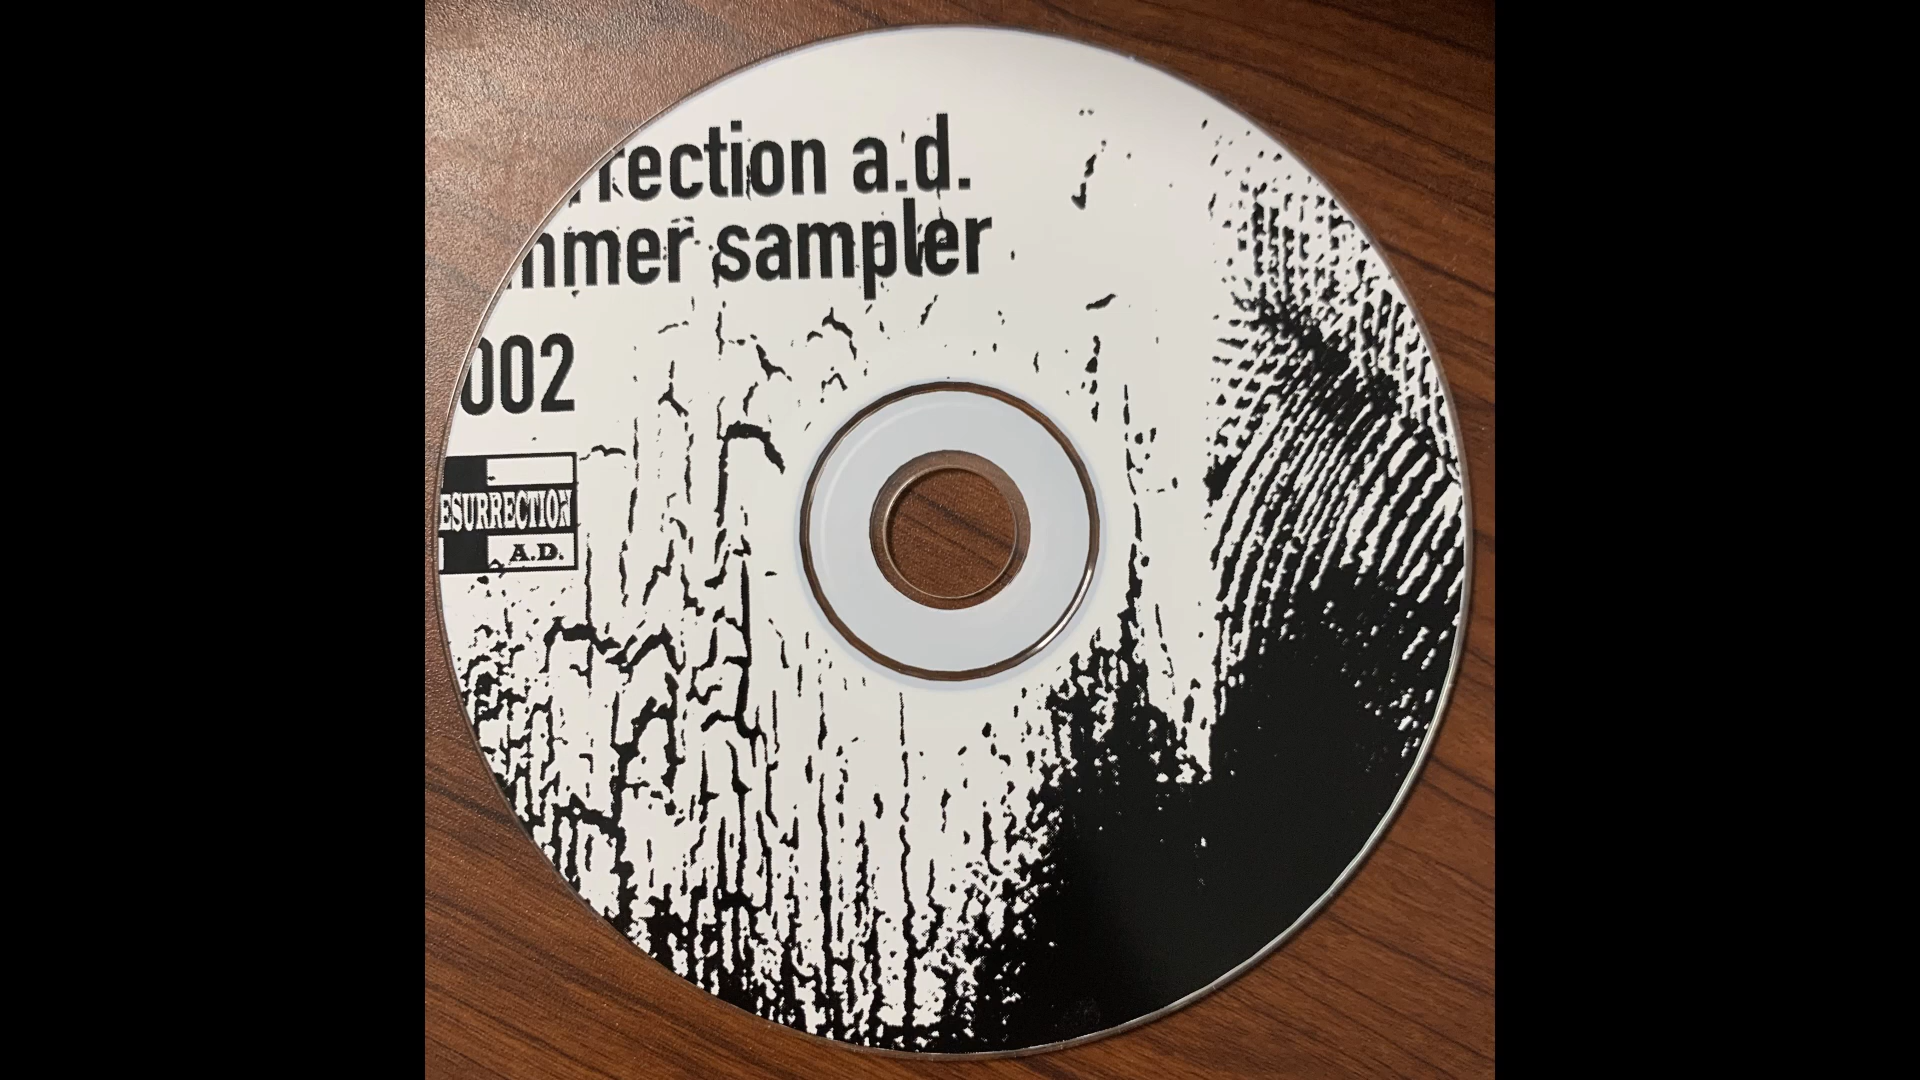 rrection a.d.
mmer sampler
002
ESURRECTION
A.D.